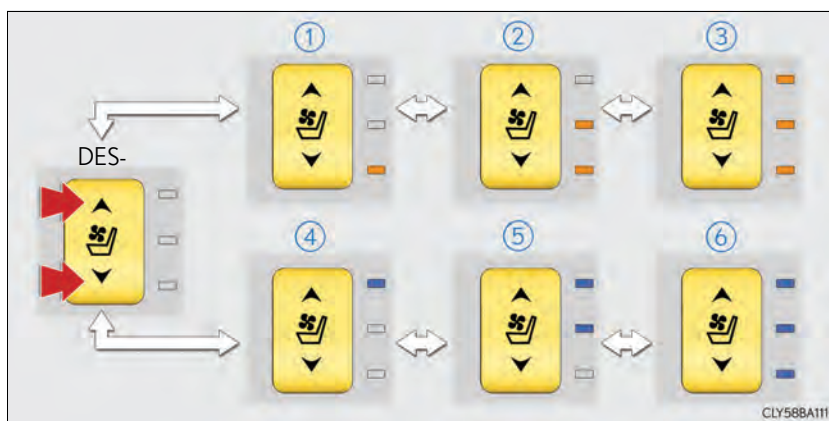 ① ② ③
DES-
④ ⑤ ⑥
CLY58BA111